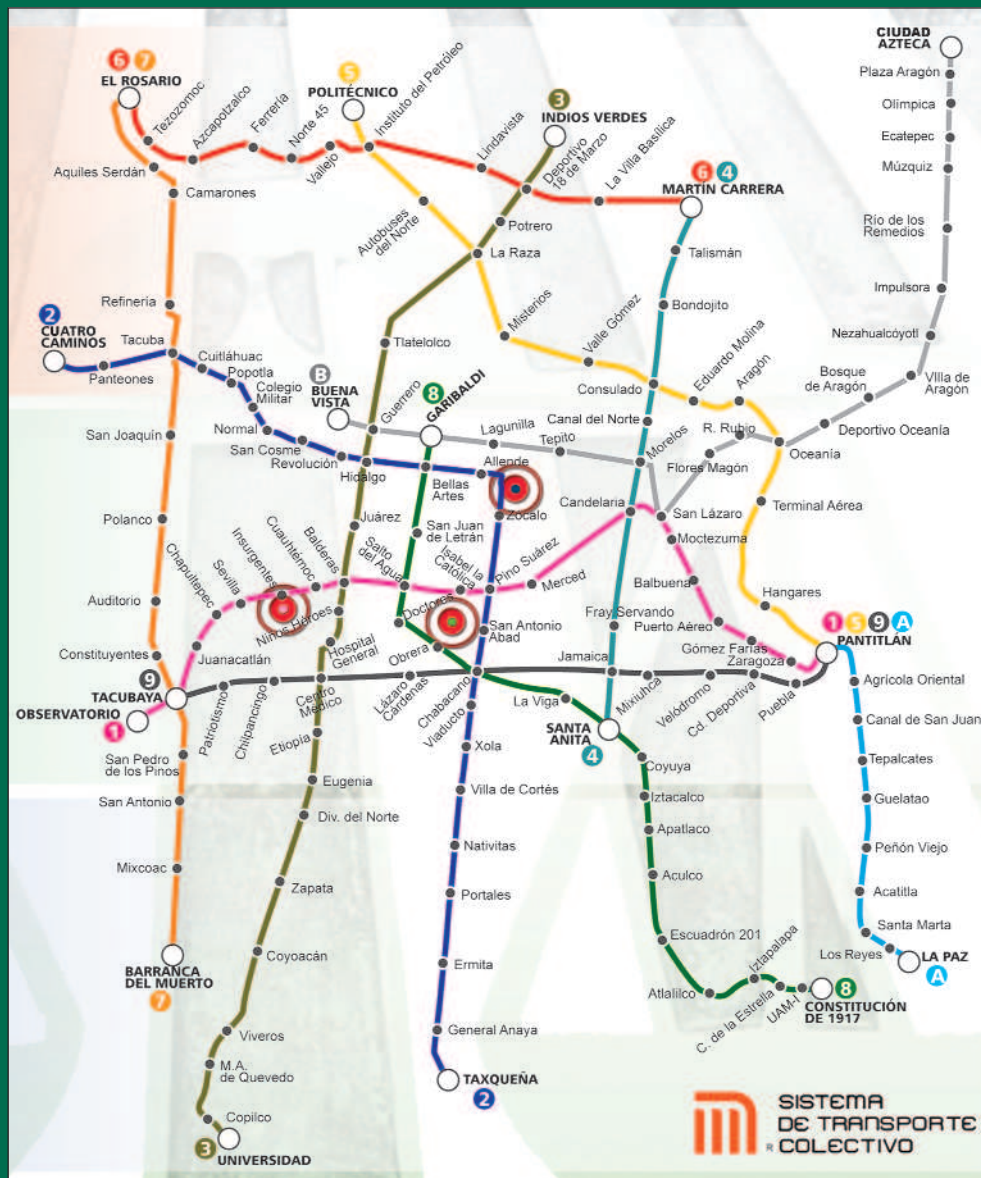 6 7
EL ROSARIO
Tezozomoc
Azcapotzalco
Ferrería
Norte 45
Vallejo
Instituto del Petróleo
5
POLITÉCNICO
Lindavista
3
INDIOS VERDES
Deportivo
18 de Marzo
La Villa Basílica
6 4
MARTÍN CARRERA
CIUDAD
AZTECA
Plaza Aragón
Olímpica
Ecatepec
Múzquiz
Río de los
Remedios
Impulsora
Nezahualcóyotl
VIlla de
Aragón
Bosque
de Aragón
Deportivo Oceanía
Oceanía
R. Rubio
Flores Magón
San Lázaro
Aquiles Serdán
Camarones
Refinería
Tacuba
San Joaquín
Polanco
Auditorio
Constituyentes
9
TACUBAYA
OBSERVATORIO
1
San Pedro
de los Pinos
San Antonio
Mixcoac
BARRANCA
DEL MUERTO
7
2
CUATRO
CAMINOS
Panteones
Cuitláhuac
Popotla
Colegio
Militar
Normal
San Cosme
Revolución
Hidalgo
Bellas
Artes
Allende
Zócalo
Pino Suárez
San Antonio
Abad
Chabacano
Viaducto
Xola
Villa de Cortés
Nativitas
Portales
Ermita
General Anaya
TAXQUEÑA
2
Autobuses
del Norte
Potrero
La Raza
Tlatelolco
Misterios
Valle Gómez
Consulado
Eduardo Molina
Aragón
Terminal Aérea
Hangares
Talismán
Bondojito
Canal del Norte
Morelos
Candelaria
Fray Servando
Jamaica
SANTA
ANITA
4
B
BUENA
VISTA
Guerrero
8
GARIBALDI
Lagunilla
Tepito
Juárez
Balderas
Niños Héroes
Hospital
General
Centro
Médico
Etiopía
Eugenia
Div. del Norte
Zapata
Coyoacán
Viveros
M.A.
de Quevedo
Copilco
3
UNIVERSIDAD
San Juan
de Letrán
Salto
del Agua
Doctores
Obrera
La Viga
Coyuya
Iztacalco
Apatlaco
Aculco
Escuadrón 201
Atlalilco
Iztapalapa
C. de la Estrella
UAM-I
8
CONSTITUCIÓN
DE 1917
Juanacatlán
Chapultepec
Sevilla
Insurgentes
Cuauhtémoc
Isabel la
Católica
Merced
Moctezuma
Balbuena
Puerto Aéreo
Gómez Farías
Zaragoza
1 5 9 A
PANTITLÁN
Patriotismo
Chilpancingo
Lázaro
Cárdenas
Mixiuhca
Velódromo
Cd. Deportiva
Puebla
Agrícola Oriental
Canal de San Juan
Tepalcates
Guelatao
Peñón Viejo
Acatitla
Santa Marta
Los Reyes
LA PAZ
A
R
SISTEMA
DE TRANSPORTE
COLECTIVO